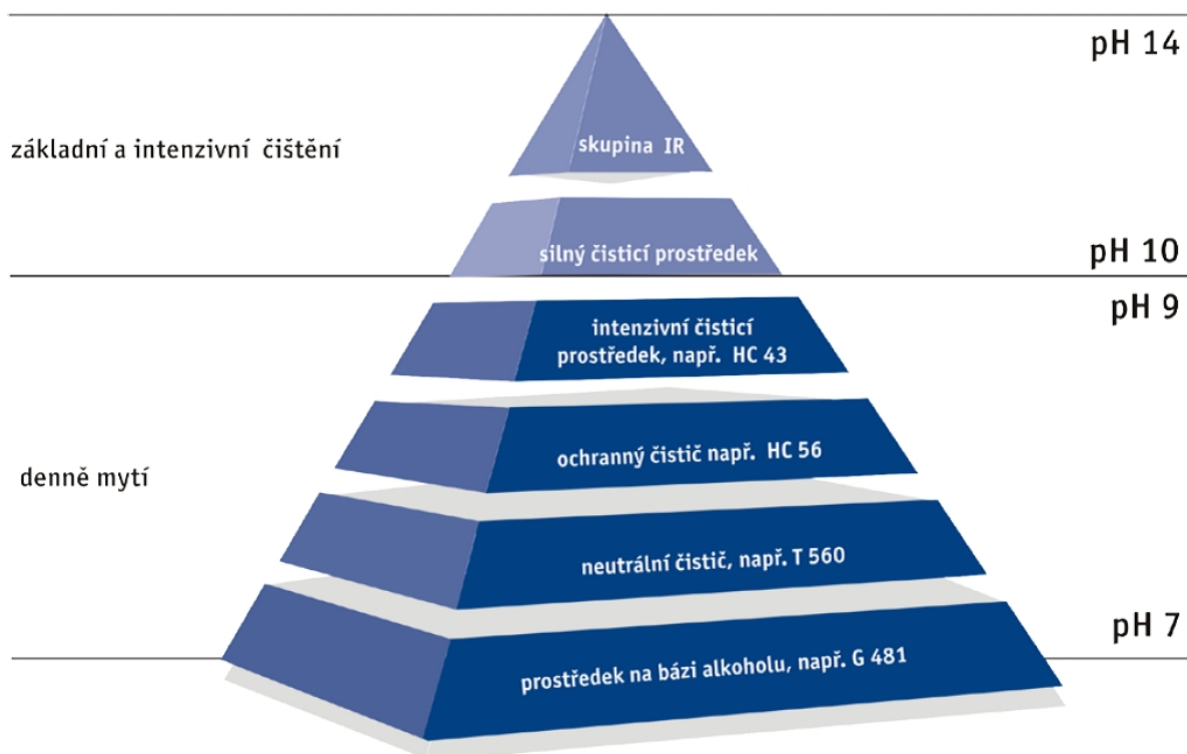 pH 14
základní a intenzivní čištění
skupina IR
silný čisticí prostředek
pH 10
pH 9
intenzivní čisticí
prostředek, např. HC 43
ochranný čistič např. HC 56
denně mytí
neutrální čistič, např. T 560
pH 7
prostředek na bázi alkoholu, např. G 481